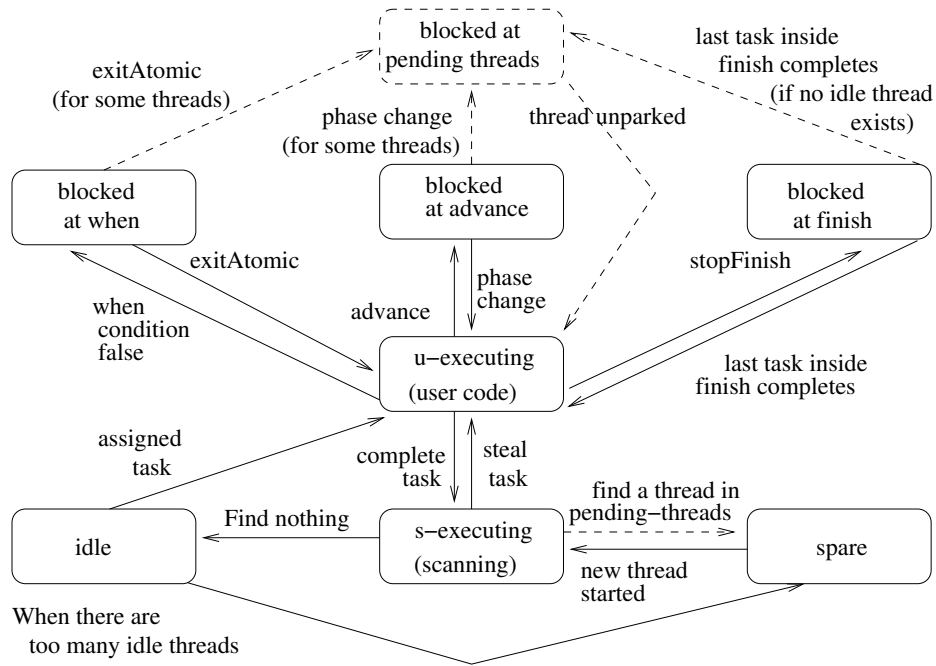 blocked at
pending threads
exitAtomic
(for some threads)
last task inside
finish completes
(if no idle thread
exists)
phase change
(for some threads)
thread unparked
blocked
at when
blocked
at advance
blocked
at finish
exitAtomic
stopFinish
when
condition
false
advance
phase
change
u−executing
(user code)
last task inside
finish completes
assigned
task
complete
task
steal
task
find a thread in
pending−threads
Find nothing
idle
s−executing
(scanning)
spare
new thread
started
When there are
too many idle threads